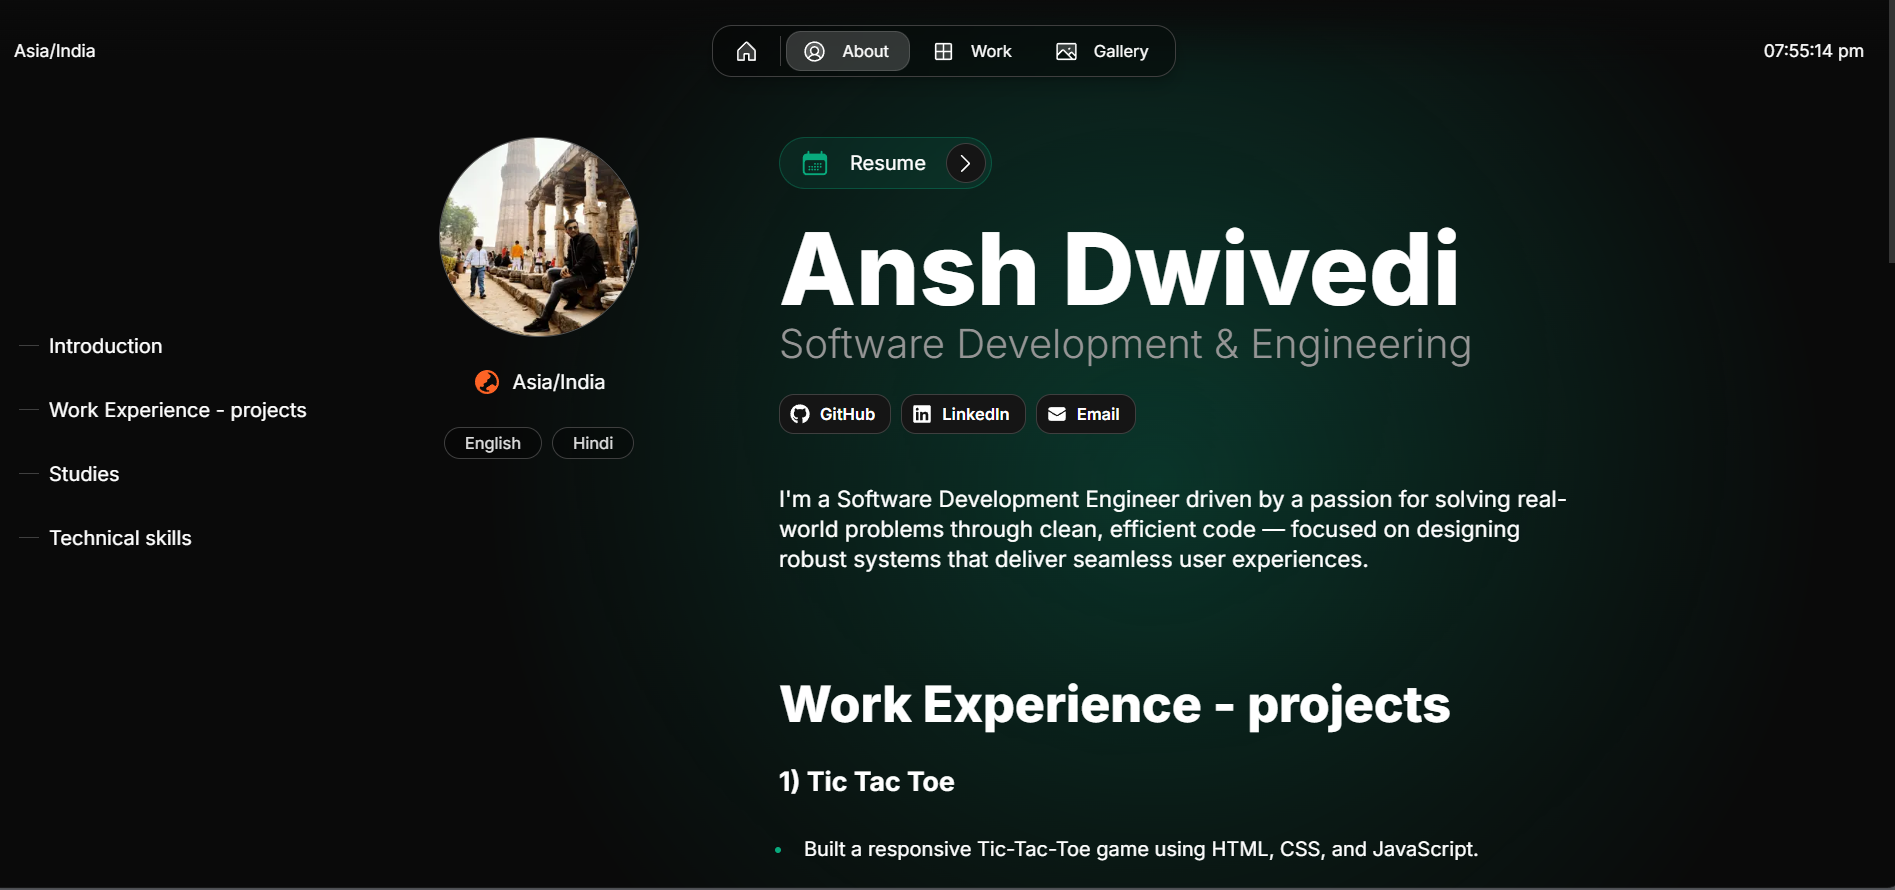 Asia/India
About
Work
Gallery
07:55:14 pm
Introduction
Work Experience - projects
Studies
Technical skills
Asia/India
English
Hindi
Resume
Ansh Dwivedi
Software Development & Engineering
GitHub
LinkedIn
Email
I'm a Software Development Engineer driven by a passion for solving real-
world problems through clean, efficient code — focused on designing
robust systems that deliver seamless user experiences.
Work Experience - projects
1) Tic Tac Toe
Built a responsive Tic-Tac-Toe game using HTML, CSS, and JavaScript.